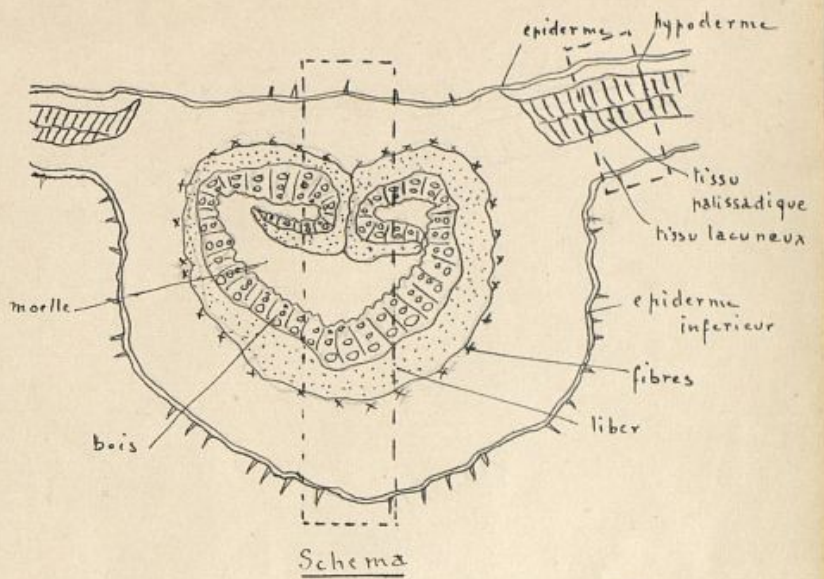 epiderme
hypoderme
tissu
palissadique
tissu lacuneux
moelle
epiderme
inferieur
fibres
liber
bois
Schema